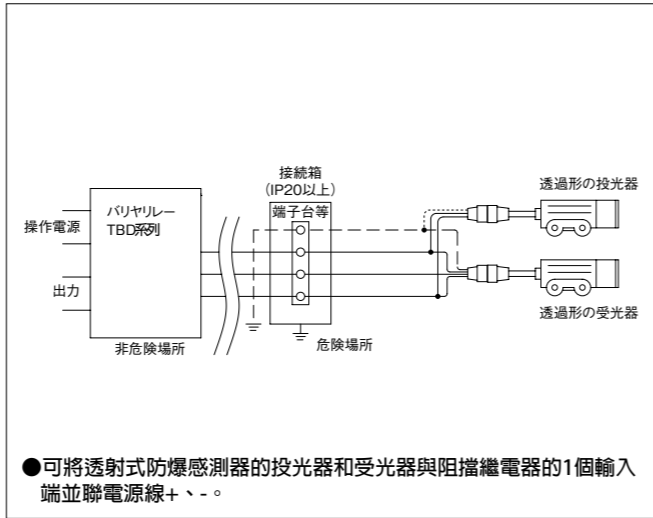 接続箱
(IP20以上)
透過形の投光器
端子台等
バリヤリレー
TBD系列
操作電源
出力
透過形の受光器
危険場所
非危険場所
●可將透射式防爆感測器的投光器和受光器與阻擋繼電器的1個輸入
端並聯電源線+、-。